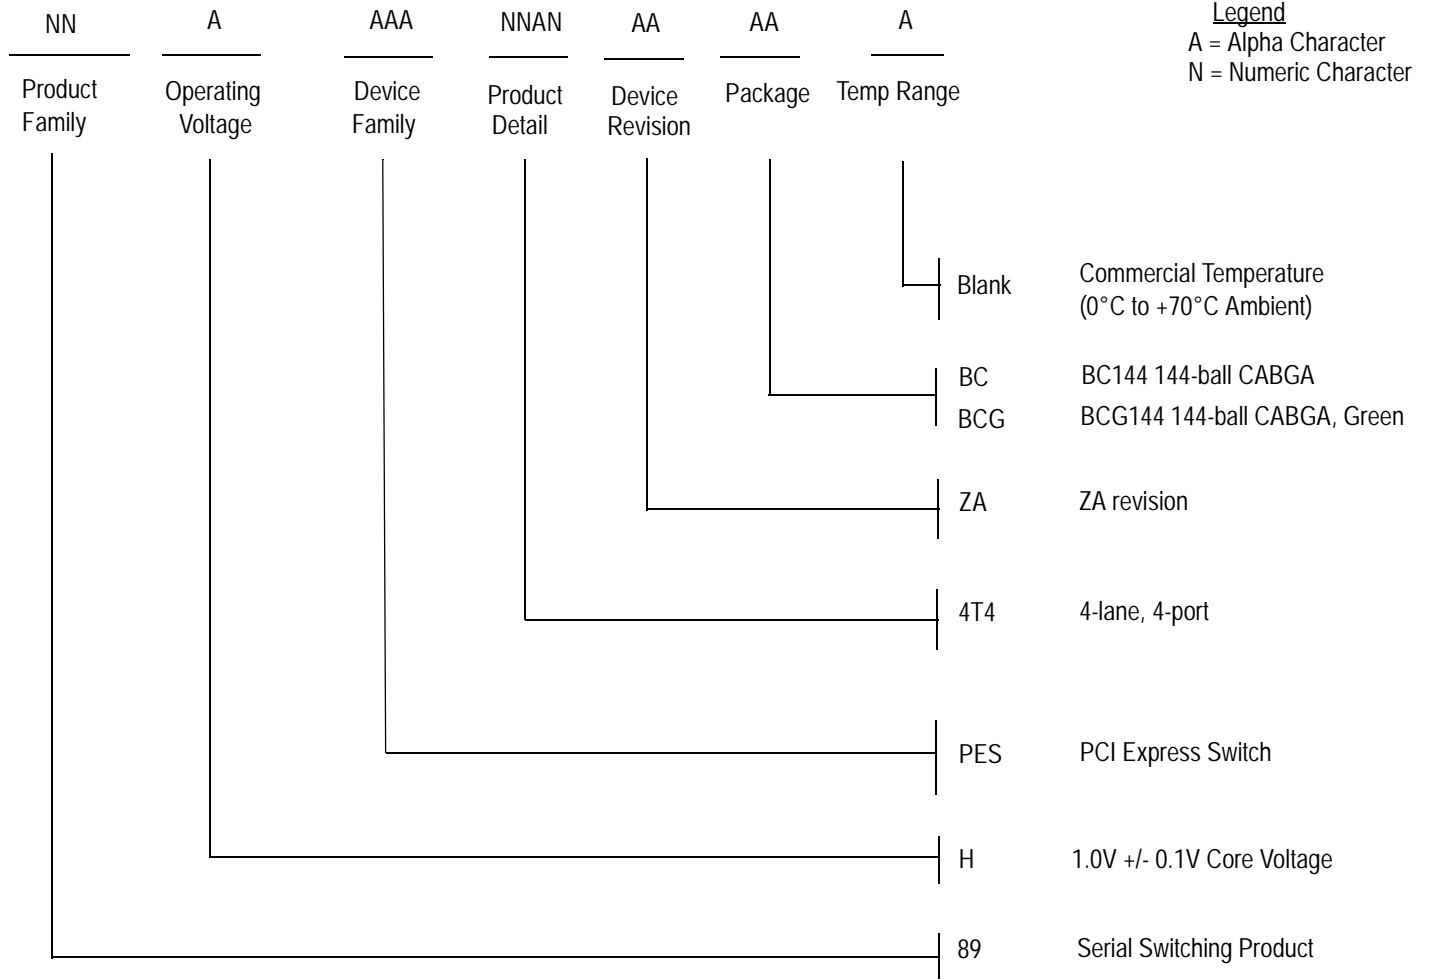 NN A AAA NNAN AA AA A
Legend
A = Alpha Character
N = Numeric Character
Product Family
Operating Voltage
Device Family
Product Detail
Device Revision
Package
Temp Range
Blank Commercial Temperature
(0°C to +70°C Ambient)
BC BC144 144-ball CABGA
BCG BCG144 144-ball CABGA, Green
ZA ZA revision
4T4 4-lane, 4-port
PES PCI Express Switch
H 1.0V +/- 0.1V Core Voltage
89 Serial Switching Product